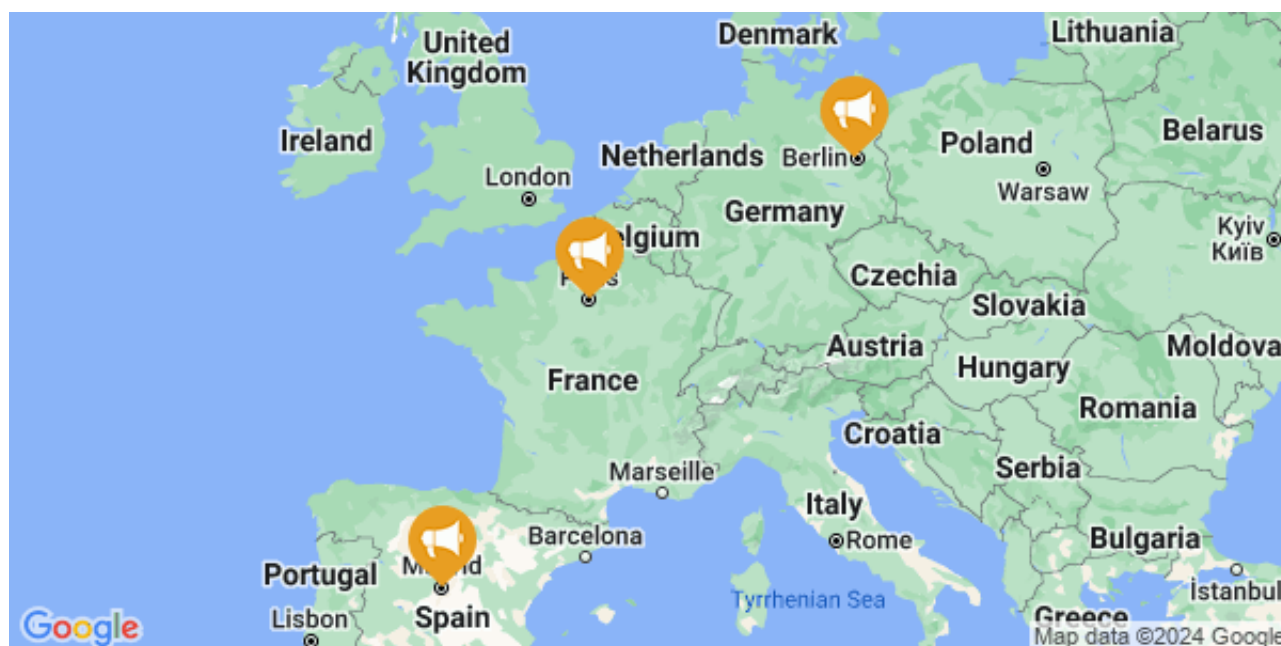 United
Kingdom
Denmark
Lithuania
Ireland
Netherlands
Berlin
Poland
Belarus
London
Warsaw
Germany
Kyiv
Київ
elgium
Czechia
Slovakia
Austria
Moldova
France
Hungary
Romania
Croatia
Marseille
Serbia
Italy
Barcelona
Rome
Bulgaria
Portugal
İstanbul
Tyrrhenian Sea
Spain
Lisbon
Greece
Google
Map data ©2024 Google